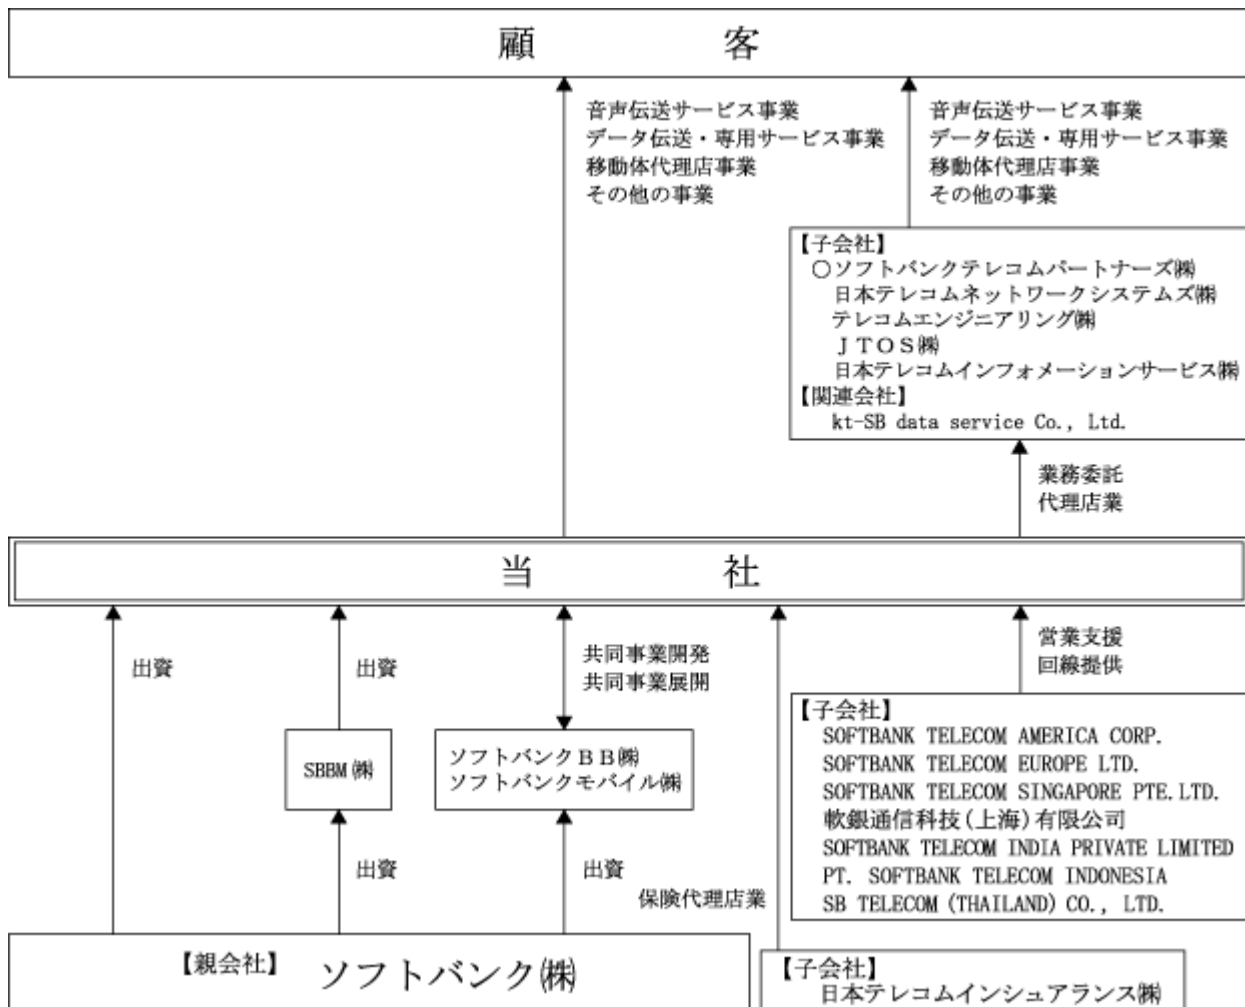 顧客
音声伝送サービス事業
データ伝送・専用サービス事業
移動体代理店事業
その他の事業
音声伝送サービス事業
データ伝送・専用サービス事業
移動体代理店事業
その他の事業
【子会社】
○ソフトバンクテレコムパートナーズ㈱
日本テレコムネットワークシステムズ㈱
テレコムエンジニアリング㈱
ＪＴＯＳ㈱
日本テレコムインフォメーションサービス㈱
【関連会社】
kt-SB data service Co., Ltd.
業務委託
代理店業
当社
出資
出資
共同事業開発
共同事業展開
営業支援
回線提供
SBBM㈱
ソフトバンクＢＢ㈱
ソフトバンクモバイル㈱
【子会社】
SOFTBANK TELECOM AMERICA CORP.
SOFTBANK TELECOM EUROPE LTD.
SOFTBANK TELECOM SINGAPORE PTE.LTD.
軟銀通信科技(上海)有限公司
SOFTBANK TELECOM INDIA PRIVATE LIMITED
PT. SOFTBANK TELECOM INDONESIA
SB TELECOM (THAILAND) CO., LTD.
出資
出資
保険代理店業
【親会社】 ソフトバンク㈱
【子会社】
日本テレコムインシュアランス㈱